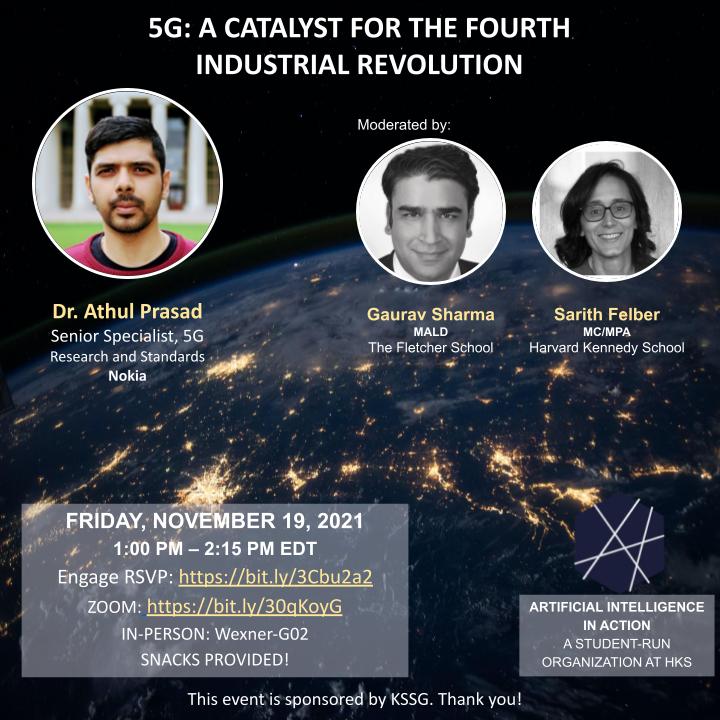 5G: A CATALYST FOR THE FOURTH
INDUSTRIAL REVOLUTION
Moderated by:
Dr. Athul Prasad
Senior Specialist, 5G
Research and Standards
Nokia
Gaurav Sharma
MALD
The Fletcher School
Sarith Felber
MC/MPA
Harvard Kennedy School
FRIDAY, NOVEMBER 19, 2021
1:00 PM – 2:15 PM EDT
Engage RSVP: https://bit.ly/3Cbu2a2
ZOOM: https://bit.ly/30qKoyG
IN-PERSON: Wexner-G02
SNACKS PROVIDED!
ARTIFICIAL INTELLIGENCE
IN ACTION
A STUDENT-RUN
ORGANIZATION AT HKS
This event is sponsored by KSSG. Thank you!